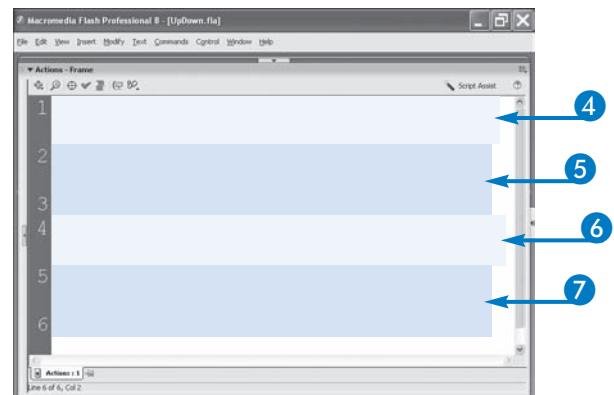 Macromedia Flash Professional 8 - [UpDown.fla]
File Edit View Insert Modify Text Commands Control Window Help
Actions - Frame
Script Assist
1
2
3
4
5
6
4
5
6
7
Actions : 1
Line 6 of 6, Col 2